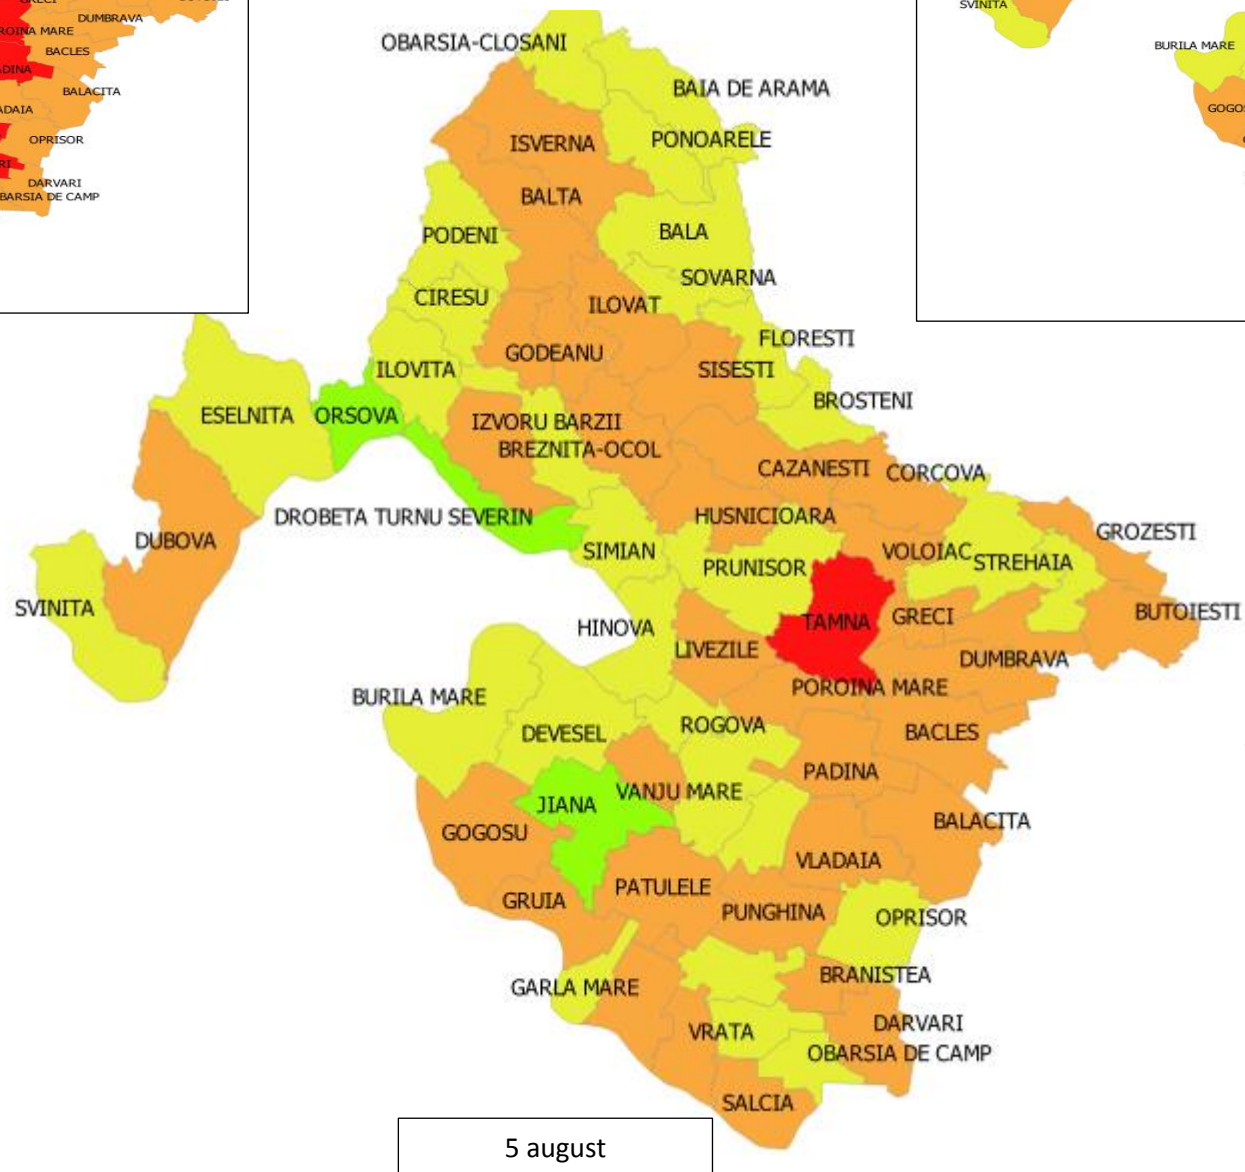 DUMBRAVA
BACLES
BALACITA
OPRISOR
DARVARI
SVINITA
BURILA MARE
OBARSIA-CLOSANI
BAIA DE ARAMA
PONOARELE
ISVERNA
BALTA
PODENI
BALA
CIRESU
SOVARNA
ILOVAT
FLORESTI
GODEANU
ILOVITA
SISESTI
BROSTENI
ESELNITA
ORSOVA
IZVORU BARZII
BREZNITA-OCOL
CAZANESTI
CORCOVA
DROBETA TURNU SEVERIN
HUSNICIOARA
DUBOVA
SIMIAN
PRUNISOR
VOLOIAC
STREHAIA
GROZESTI
SVINITA
HINOVA
TAMNA
GRECI
BUTOIESTI
LIVEZILE
DUMBRAVA
BURILA MARE
POROINA MARE
DEVESEL
ROGOVA
BACLES
JIANA
VANJU MARE
PADINA
GOGOSU
BALACITA
VLADAIA
GRUIA
PATULELE
PUNGHINA
OPRISOR
GARLA MARE
BRANISTEA
VRATA
DARVARI
OBARSIA DE CAMP
SALCIA
5 august